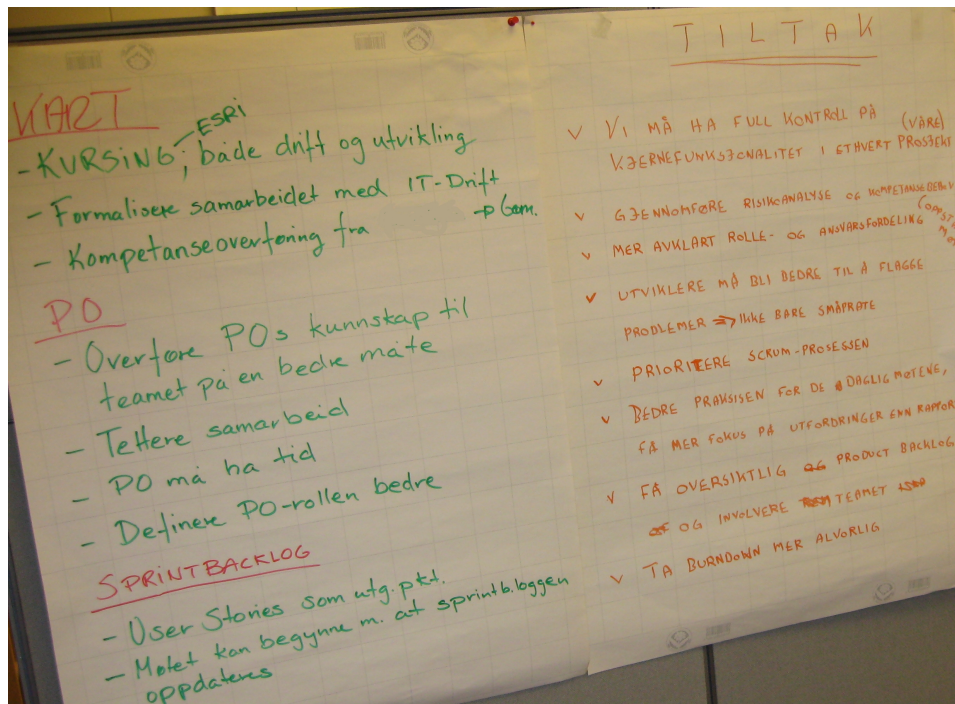 KART
ESRI
- KURSING; både drift og utvikling
- Formalisere samarbeidet med IT-Drift
- Kompetanseoverføring fra → Gem.
PO
- Overføre POs kunnskap til
teamet på en bedre måte
- Tettere samarbeid
- PO må ha tid
- Definere PO-rollen bedre
SPRINTBACKLOG
- User Stories som utg.pkt.
- Møtet kan begynne m. at sprintb.loggen
oppdateres
TILTAK
V VI MÅ HA FULL KONTROLL PÅ (VÅRE)
KJERNEFUNKSJONALITET I ETHVERT PROSJEKT
V GJENNOMFØRE RISIKOANALYSE OG KOMPETANSEBEHOV
V MER AVKLART ROLLE- OG ANSVARSFORDELING
V UTVIKLERE MÅ BLI BEDRE TIL Å FLAGGE
PROBLEMER => IKKE BARE SMÅPRATE
V PRIORITERE SCRUM-PROSESSEN
V BEDRE PRAKSISEN FOR DE DAGLIG MØTENE,
FÅ MER FOKUS PÅ UTFORDRINGER ENN RAPPOR
V FÅ OVERSIKTLIG PRODUCT BACKLOG
OG INVOLVERE TEAMET
V TA BURNDOWN MER ALVORLIG